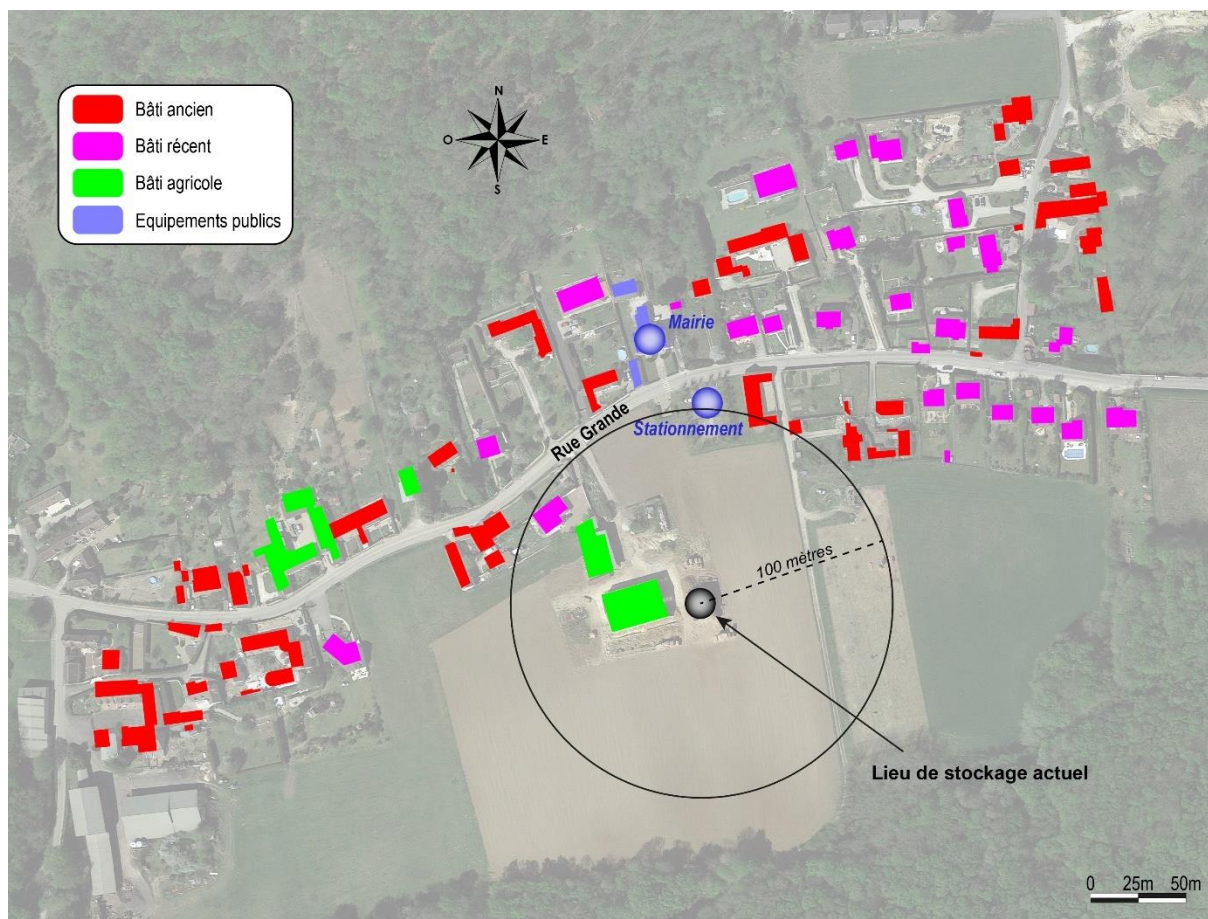 Bâti ancien
Bâti récent
Bâti agricole
Equipements publics
N
O
E
S
Mairie
Stationnement
Rue Grande
100 mètres
Lieu de stockage actuel
0 25m 50m